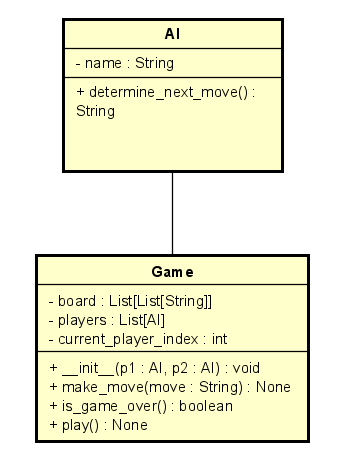 AI
- name : String
+ determine_next_move() :
String
Game
- board : List[List[String]]
- players : List[AI]
- current_player_index : int
+ __init__(p1 : AI, p2 : AI) : void
+ make_move(move : String) : None
+ is_game_over() : boolean
+ play() : None